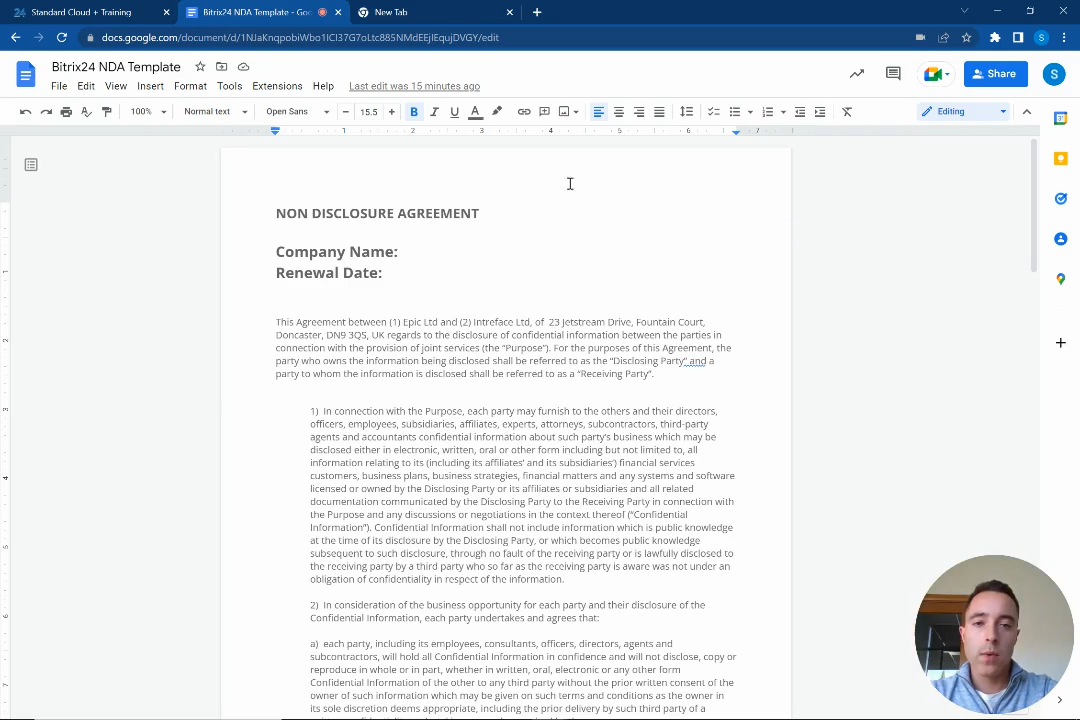 24 Standard Cloud + Training
Bitrix24 NDA Template - Goo
New Tab
docs.google.com/document/d/1NJaKnqpobiWbo1ICl37G7oLtc885NMdEEjIEqujDVGY/edit
S
Bitrix24 NDA Template
Share
S
File Edit View Insert Format Tools Extensions Help Last edit was 15 minutes ago
100% Normal text Open Sans 15.5 B I U A Editing
1 2 3 4 5 6 7
NON DISCLOSURE AGREEMENT
Company Name:
Renewal Date:
This Agreement between (1) Epic Ltd and (2) Intreface Ltd, of 23 Jetstream Drive, Fountain Court,
Doncaster, DN9 3QS, UK regards to the disclosure of confidential information between the parties in
connection with the provision of joint services (the “Purpose”). For the purposes of this Agreement, the
party who owns the information being disclosed shall be referred to as the “Disclosing Party” and a
party to whom the information is disclosed shall be referred to as a “Receiving Party”.
1) In connection with the Purpose, each party may furnish to the others and their directors,
officers, employees, subsidiaries, affiliates, experts, attorneys, subcontractors, third-party
agents and accountants confidential information about such party’s business which may be
disclosed either in electronic, written, oral or other form including but not limited to, all
information relating to its (including its affiliates’ and its subsidiaries’) financial services
customers, business plans, business strategies, financial matters and any systems and software
licensed or owned by the Disclosing Party or its affiliates or subsidiaries and all related
documentation communicated by the Disclosing Party to the Receiving Party in connection with
the Purpose and any discussions or negotiations in the context thereof (“Confidential
Information”). Confidential Information shall not include information which is public knowledge
at the time of its disclosure by the Disclosing Party, or which becomes public knowledge
subsequent to such disclosure, through no fault of the receiving party or is lawfully disclosed to
the receiving party by a third party who so far as the receiving party is aware was not under an
obligation of confidentiality in respect of the information.
2) In consideration of the business opportunity for each party and their disclosure of the
Confidential Information, each party undertakes and agrees that:
a) each party, including its employees, consultants, officers, directors, agents and
subcontractors, will hold all Confidential Information in confidence and will not disclose, copy or
reproduce in whole or in part, whether in written, oral, electronic or any other form
Confidential Information of the other to any third party without the prior written consent of the
owner of such information which may be given on such terms and conditions as the owner in
its sole discretion deems appropriate, including the prior delivery by such third party of a